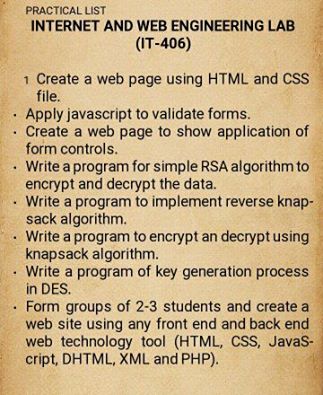 PRACTICAL LIST
INTERNET AND WEB ENGINEERING LAB
(IT-406)
1 Create a web page using HTML and CSS
file.
· Apply javascript to validate forms.
· Create a web page to show application of
form controls.
· Write a program for simple RSA algorithm to
encrypt and decrypt the data.
· Write a program to implement reverse knap-
sack algorithm.
· Write a program to encrypt an decrypt using
knapsack algorithm.
· Write a program of key generation process
in DES.
· Form groups of 2-3 students and create a
web site using any front end and back end
web technology tool (HTML, CSS, JavaS-
cript, DHTML, XML and PHP).